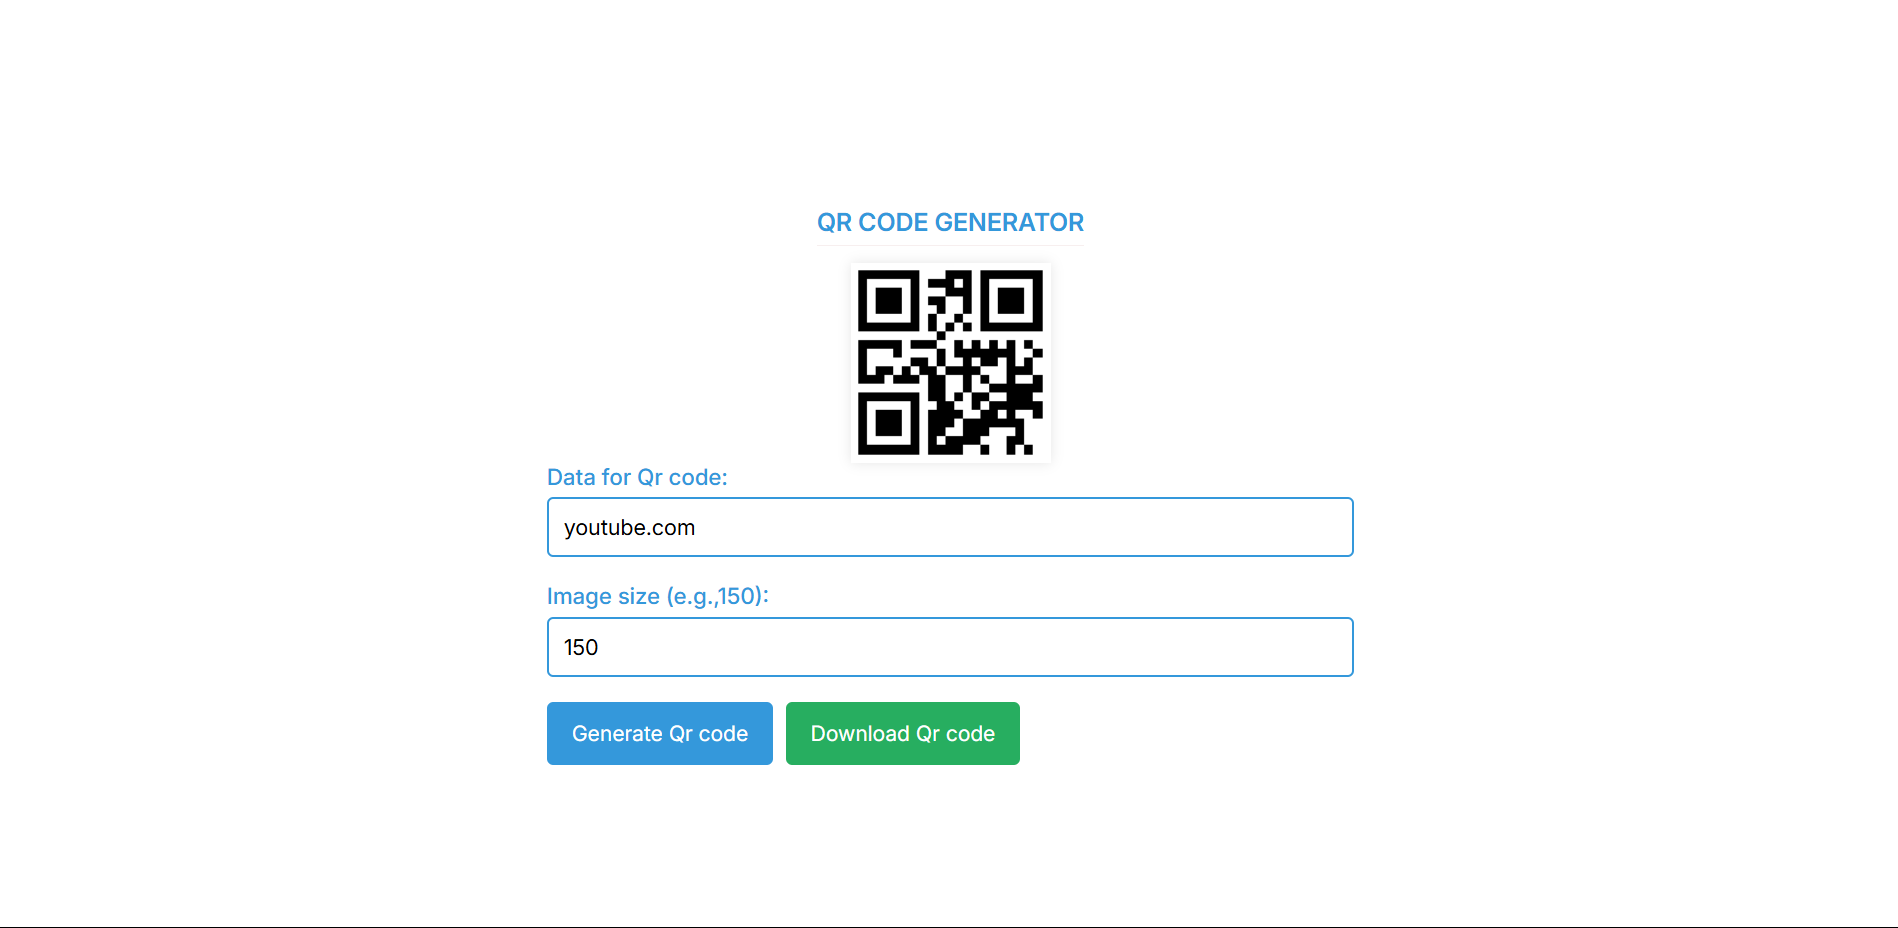 QR CODE GENERATOR
Data for Qr code:
youtube.com
Image size (e.g.,150):
150
Generate Qr code
Download Qr code